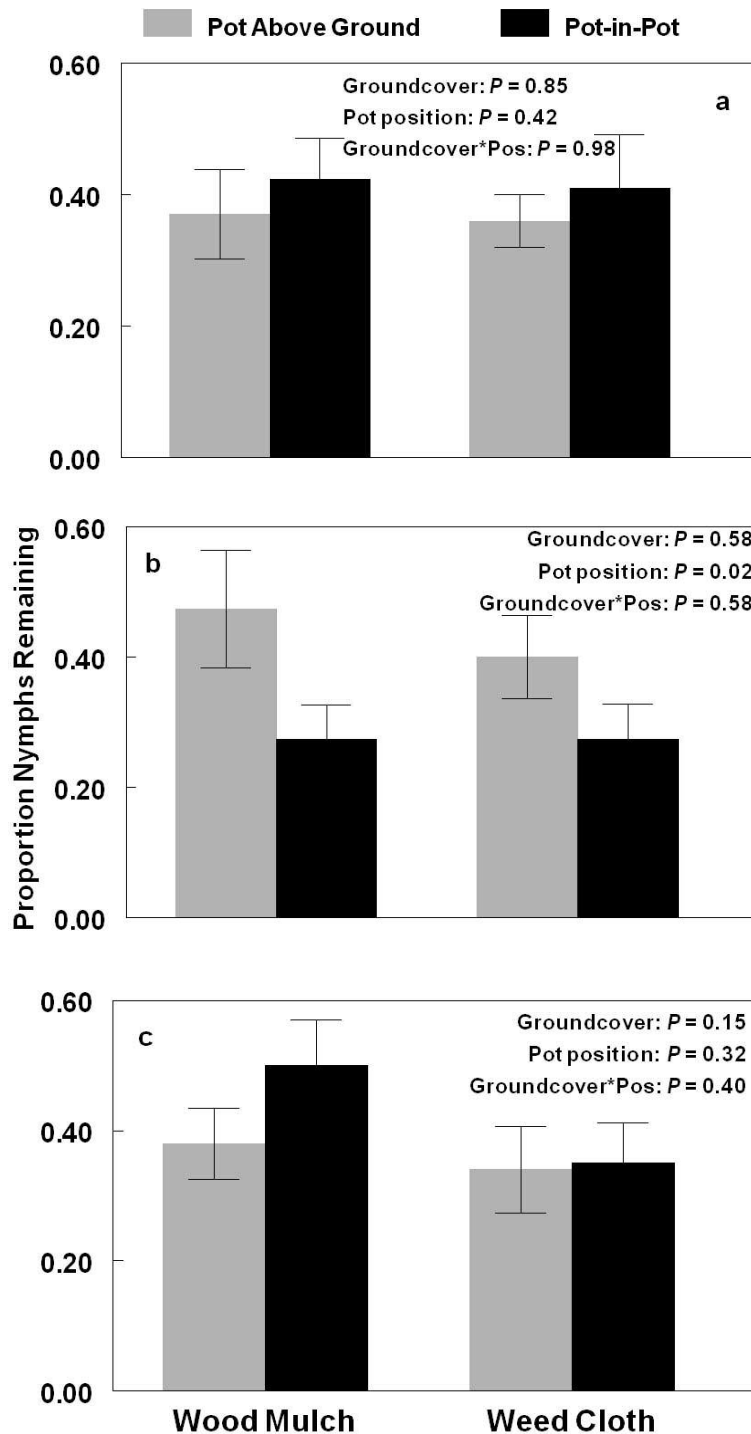 Pot Above Ground Pot-in-Pot
0.60
Groundcover: P = 0.85
a
Pot position: P = 0.42
Groundcover*Pos: P = 0.98
0.40
0.20
0.00
Proportion Nymphs Remaining
0.60
Groundcover: P = 0.58
b
Pot position: P = 0.02
Groundcover*Pos: P = 0.58
0.40
0.20
0.00
0.60
Groundcover: P = 0.15
c
Pot position: P = 0.32
Groundcover*Pos: P = 0.40
0.40
0.20
0.00
Wood Mulch Weed Cloth